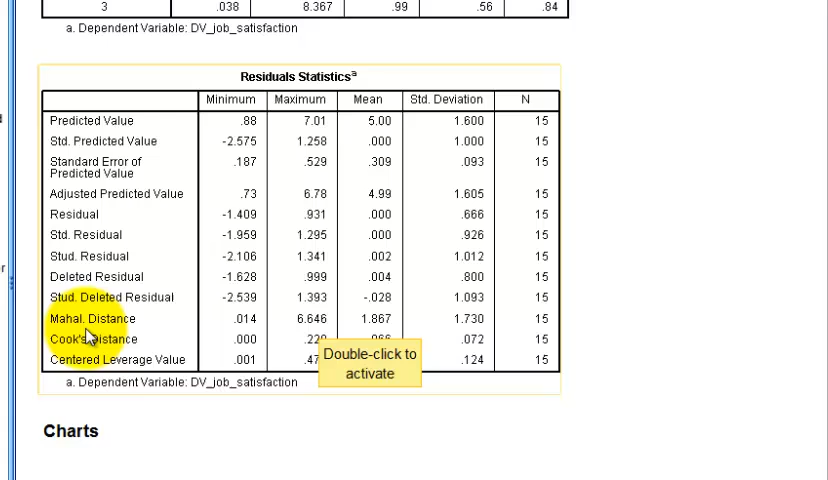 3 .038 8.367 .99 .56 .84
a. Dependent Variable: DV_job_satisfaction
Residuals Statisticsa
Minimum Maximum Mean Std. Deviation N
Predicted Value .88 7.01 5.00 1.600 15
Std. Predicted Value -2.575 1.258 .000 1.000 15
Standard Error of
Predicted Value .187 .529 .309 .093 15
Adjusted Predicted Value .73 6.78 4.99 1.605 15
Residual -1.409 .931 .000 .666 15
Std. Residual -1.959 1.295 .000 .926 15
Stud. Residual -2.106 1.341 .002 1.012 15
Deleted Residual -1.628 .999 .004 .800 15
Stud. Deleted Residual -2.539 1.393 -.028 1.093 15
Mahal. Distance .014 6.646 1.867 1.730 15
Cook's Distance .000 .072 15
Centered Leverage Value .001 .124 15
Double-click to
activate
a. Dependent Variable: DV_job_satisfaction
Charts